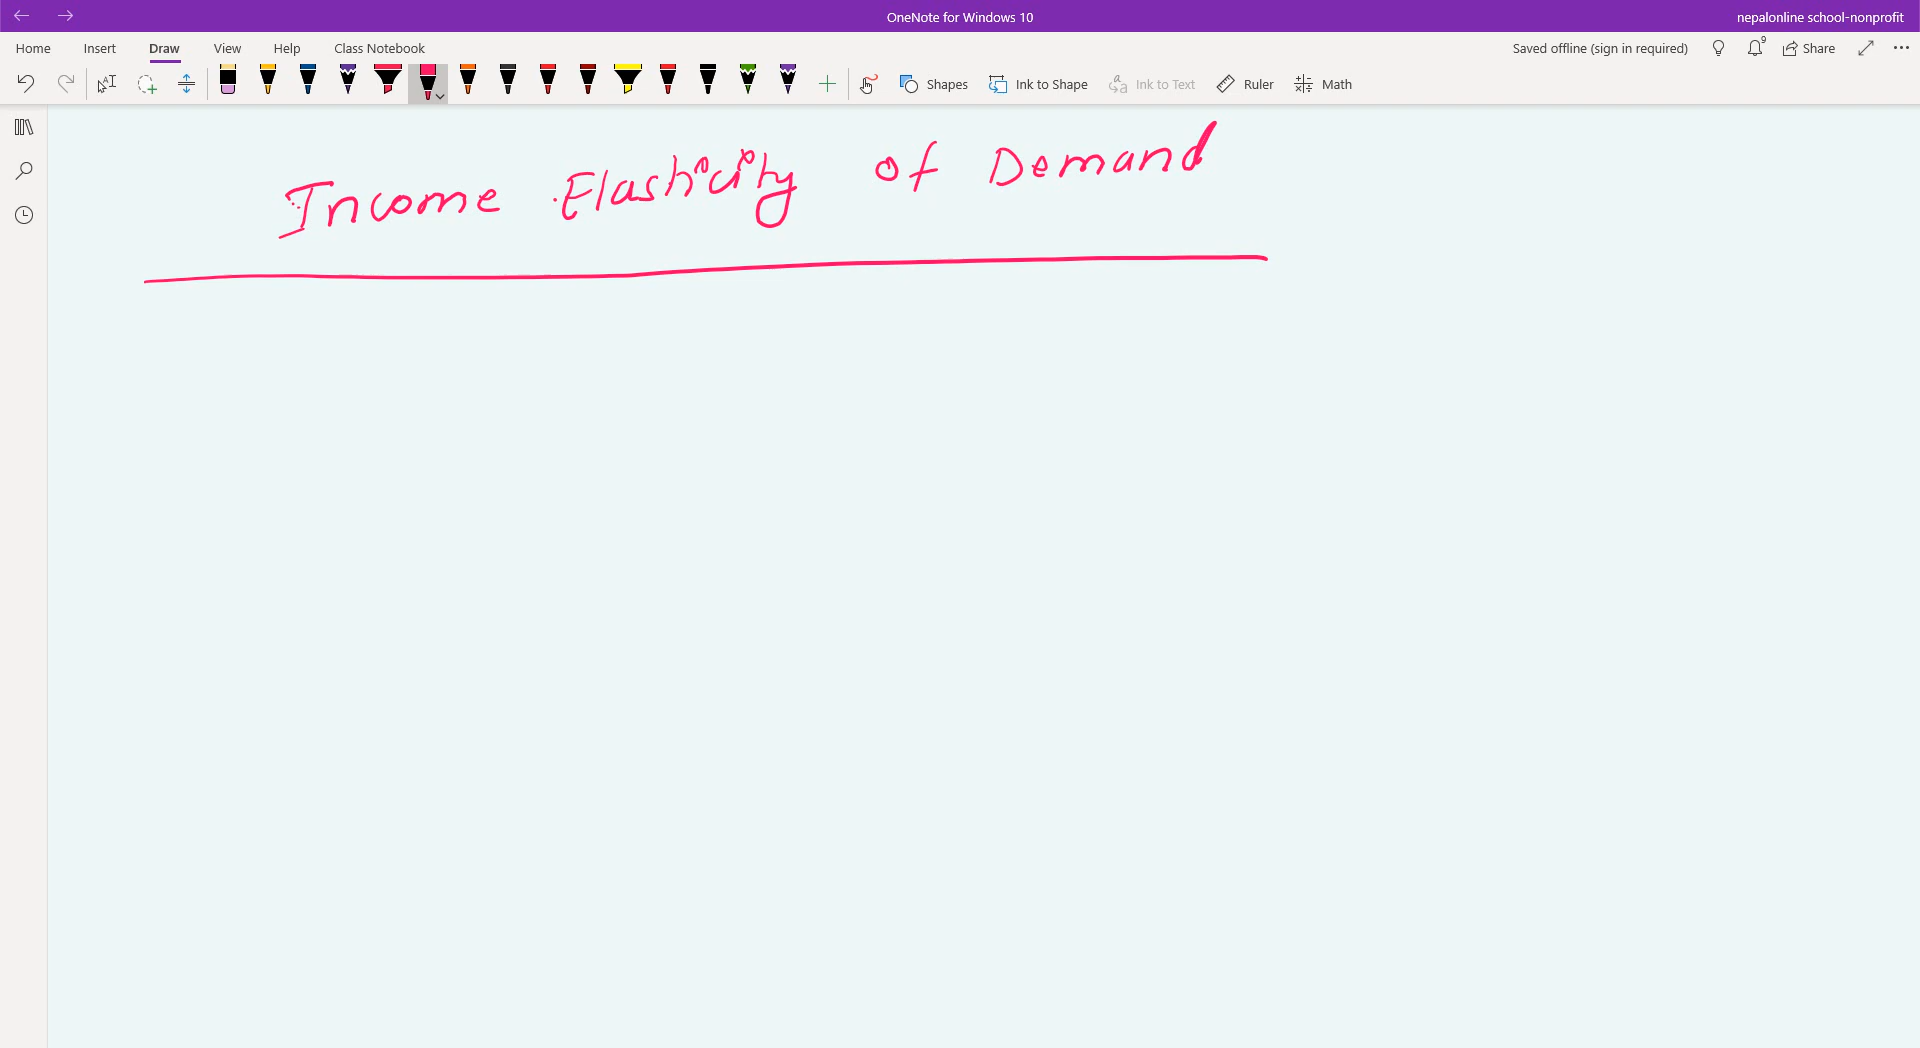 OneNote for Windows 10
nepalonline school-nonprofit
Home Insert Draw View Help Class Notebook
Saved offline (sign in required) 9 Share
Shapes Ink to Shape Ink to Text Ruler Math
Income Elasticity of Demand